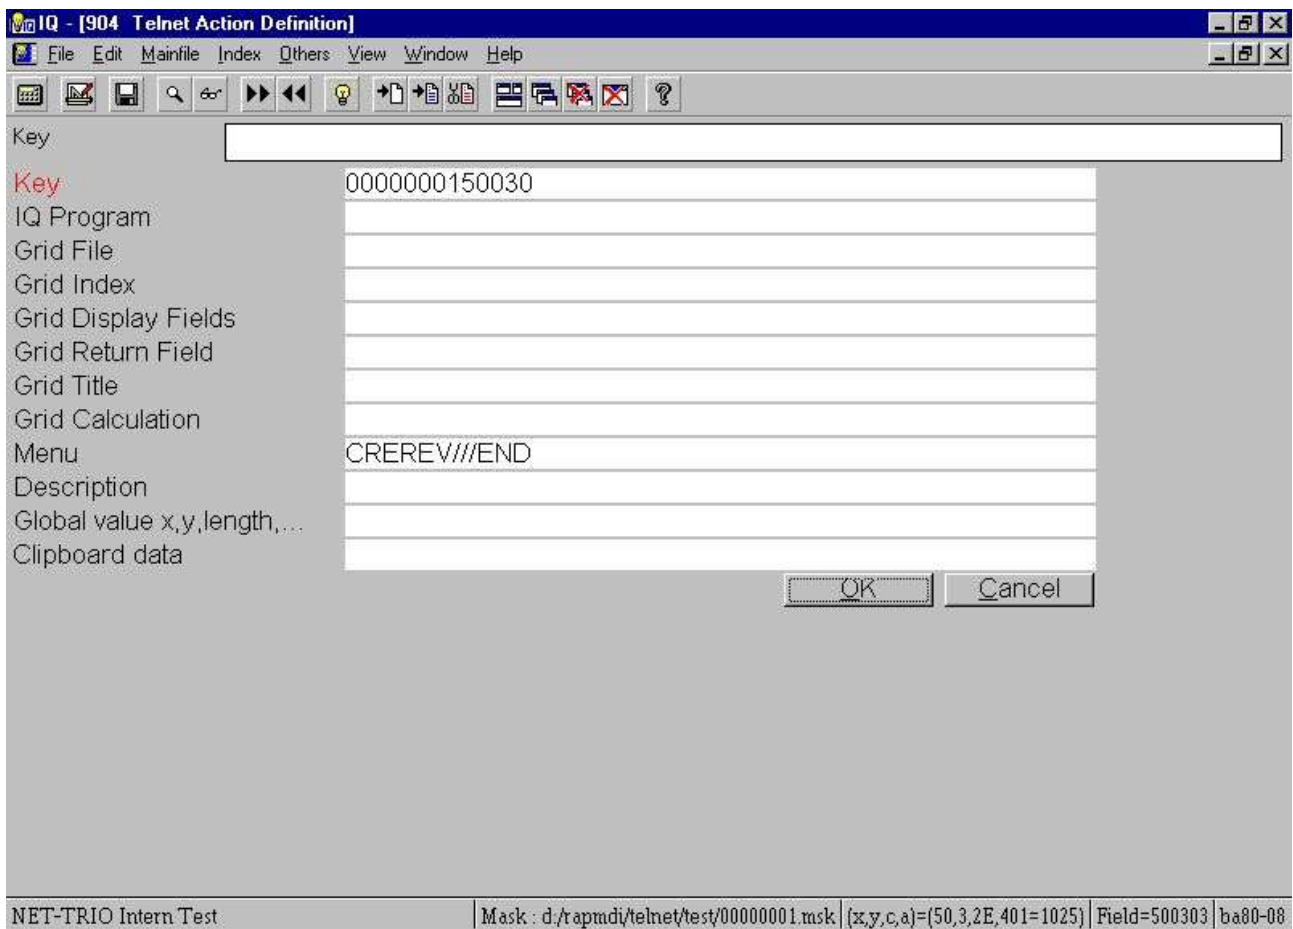 IQ - [904 Telnet Action Definition]
File Edit Mainfile Index Others View Window Help
Key
Key 0000000150030
IQ Program
Grid File
Grid Index
Grid Display Fields
Grid Return Field
Grid Title
Grid Calculation
Menu CREREV///END
Description
Global value x,y,length,...
Clipboard data
OK Cancel
NET-TRIO Intern Test Mask : d:/rapmdi/telnet/test/00000001.msk (x,y,c,a)=(50,3,2E,401=1025) Field=500303 ba80-08